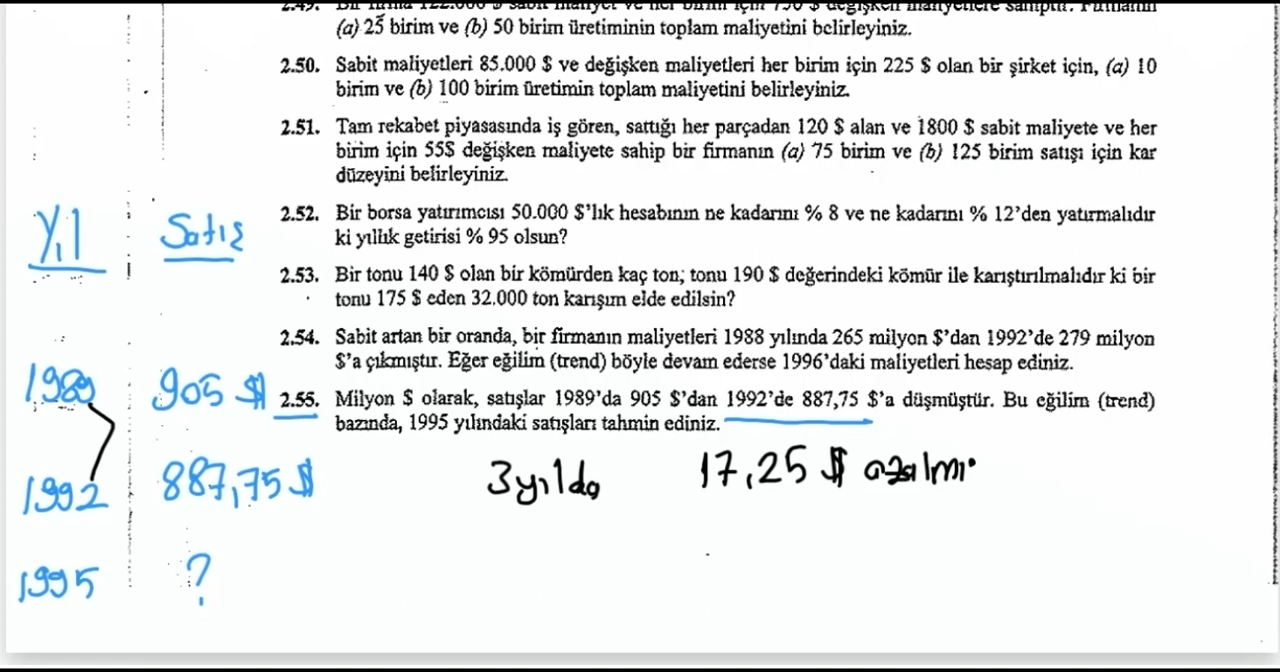 (a) 25 birim ve (b) 50 birim üretiminin toplam maliyetini belirleyiniz.
2.50. Sabit maliyetleri 85.000 $ ve değişken maliyetleri her birim için 225 $ olan bir şirket için, (a) 10
birim ve (b) 100 birim üretimin toplam maliyetini belirleyiniz.
2.51. Tam rekabet piyasasında iş gören, sattığı her parçadan 120 $ alan ve 1800 $ sabit maliyete ve her
birim için 55$ değişken maliyete sahip bir firmanın (a) 75 birim ve (b) 125 birim satışı için kar
düzeyini belirleyiniz.
2.52. Bir borsa yatırımcısı 50.000 $'lık hesabının ne kadarını % 8 ve ne kadarını % 12'den yatırmalıdır
ki yıllık getirisi % 95 olsun?
2.53. Bir tonu 140 $ olan bir kömürden kaç ton; tonu 190 $ değerindeki kömür ile karıştırılmalıdır ki bir
tonu 175 $ eden 32.000 ton karışım elde edilsin?
2.54. Sabit artan bir oranda, bir firmanın maliyetleri 1988 yılında 265 milyon $'dan 1992'de 279 milyon
$'a çıkmıştır. Eğer eğilim (trend) böyle devam ederse 1996'daki maliyetleri hesap ediniz.
2.55. Milyon $ olarak, satışlar 1989'da 905 $'dan 1992'de 887,75 $'a düşmüştür. Bu eğilim (trend)
bazında, 1995 yılındaki satışları tahmin ediniz.
Yıl Satış
1989 905 $
1992 887,75 $
1995 ?
3 yılda 17,25 $ azalmı